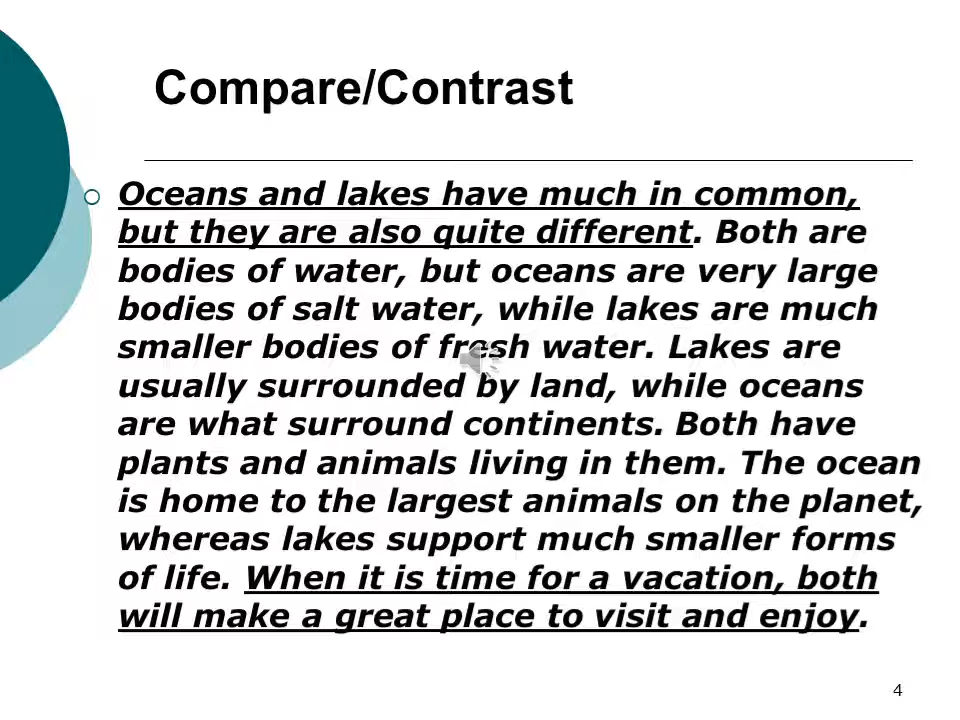 Compare/Contrast
Oceans and lakes have much in common,
but they are also quite different. Both are
bodies of water, but oceans are very large
bodies of salt water, while lakes are much
smaller bodies of fresh water. Lakes are
usually surrounded by land, while oceans
are what surround continents. Both have
plants and animals living in them. The ocean
is home to the largest animals on the planet,
whereas lakes support much smaller forms
of life. When it is time for a vacation, both
will make a great place to visit and enjoy.
4